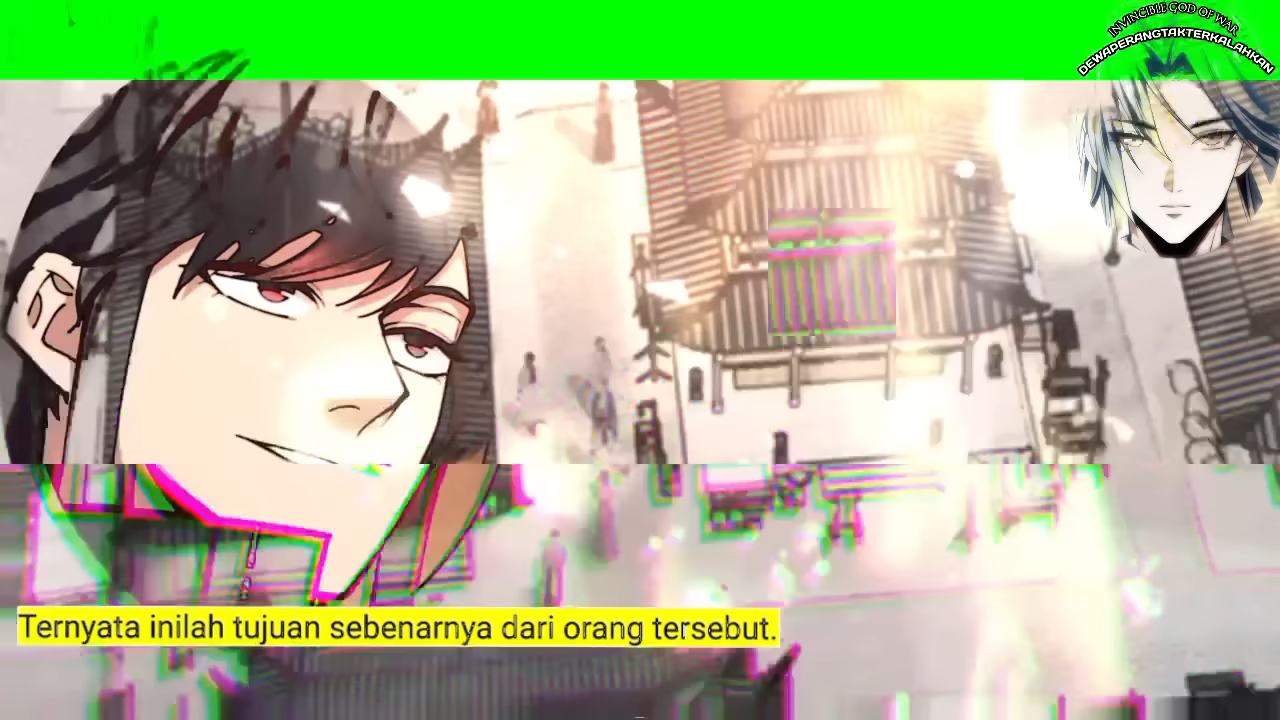 INVINCIBLE GOD OF WAR
DEWAPERANGTAKTERKALAHKAN
Ternyata inilah tujuan sebenarnya dari orang tersebut.